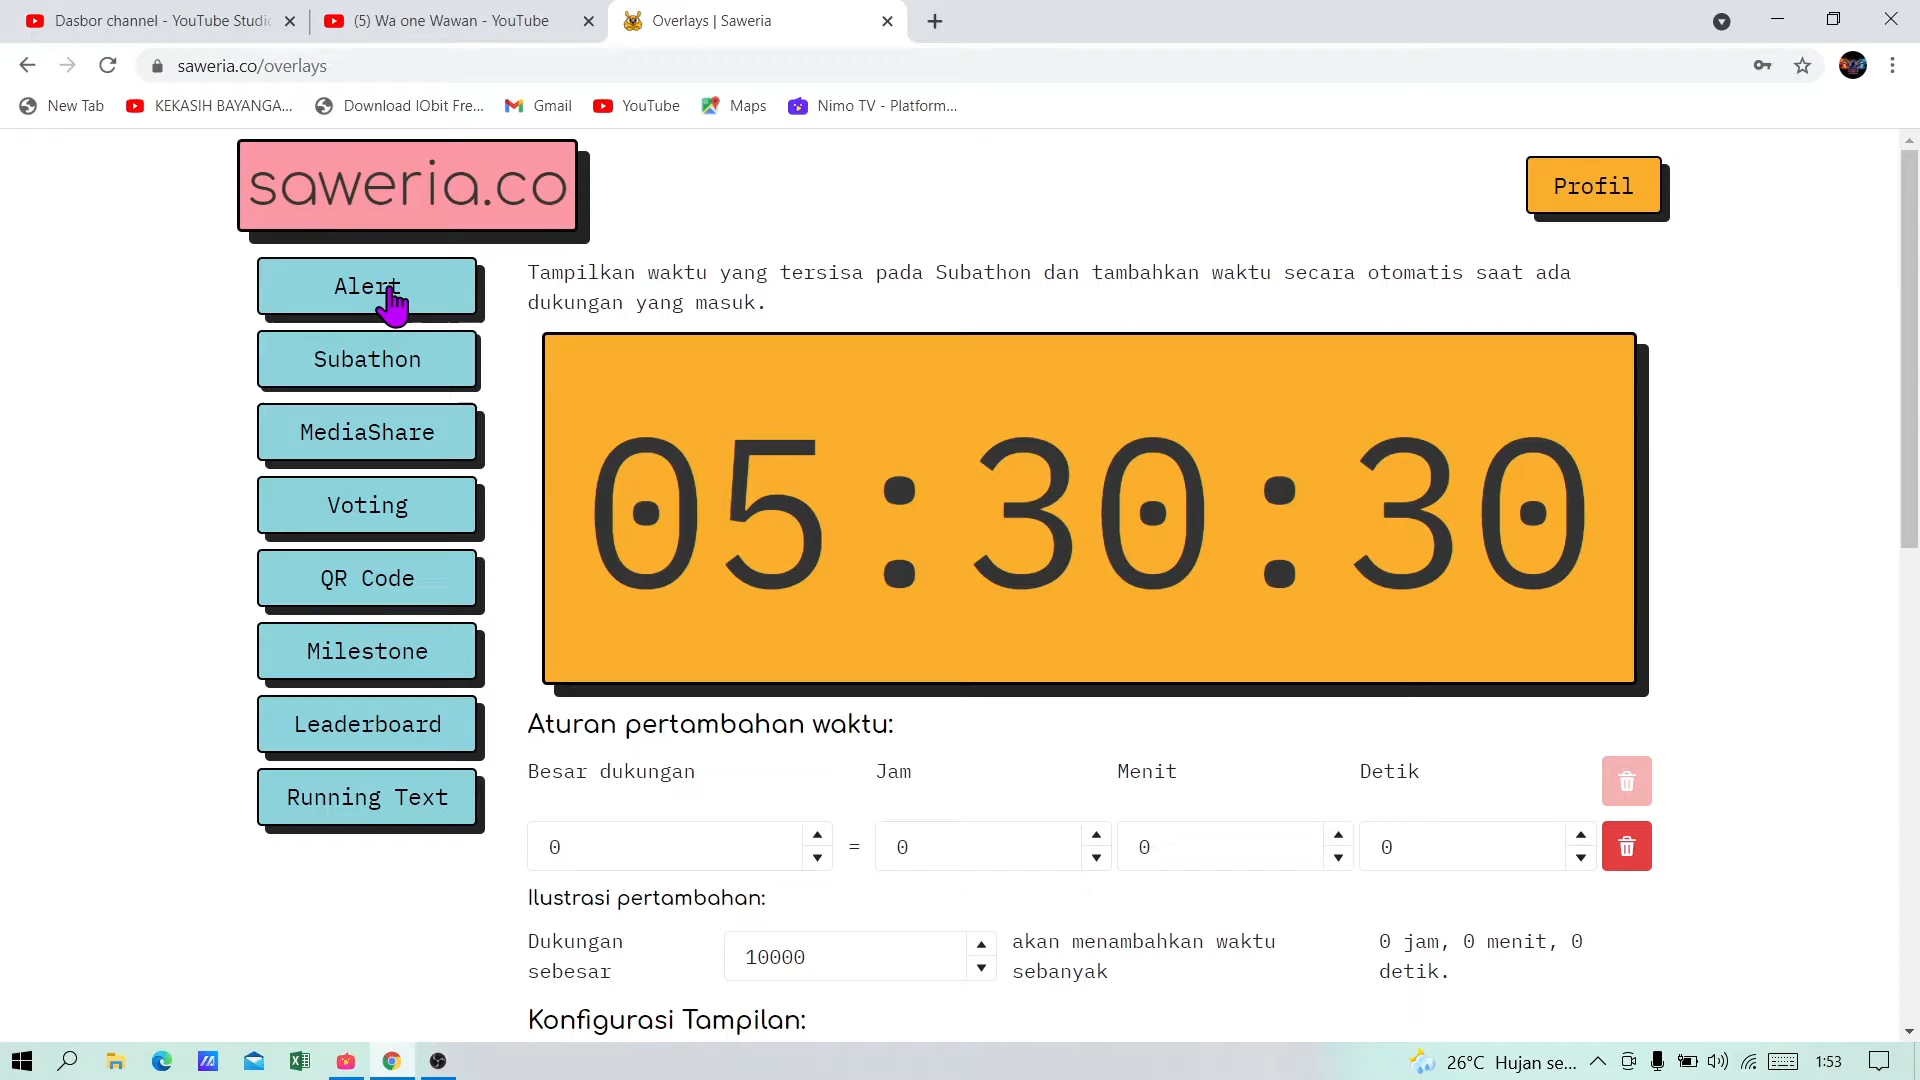 Dasbor channel - YouTube Studio
(5) Wa one Wawan - YouTube
Overlays | Saweria
saweria.co/overlays
New Tab
KEKASIH BAYANGA...
Download IObit Fre...
Gmail
YouTube
Maps
Nimo TV - Platform...
saweria.co
Profil
Alert
Subathon
MediaShare
Voting
QR Code
Milestone
Leaderboard
Running Text
Tampilkan waktu yang tersisa pada Subathon dan tambahkan waktu secara otomatis saat ada
dukungan yang masuk.
05:30:30
Aturan pertambahan waktu:
Besar dukungan Jam Menit Detik
0 = 0 0 0
Ilustrasi pertambahan:
Dukungan
sebesar
10000
akan menambahkan waktu
sebanyak
0 jam, 0 menit, 0
detik.
Konfigurasi Tampilan:
26°C Hujan se...
1:53